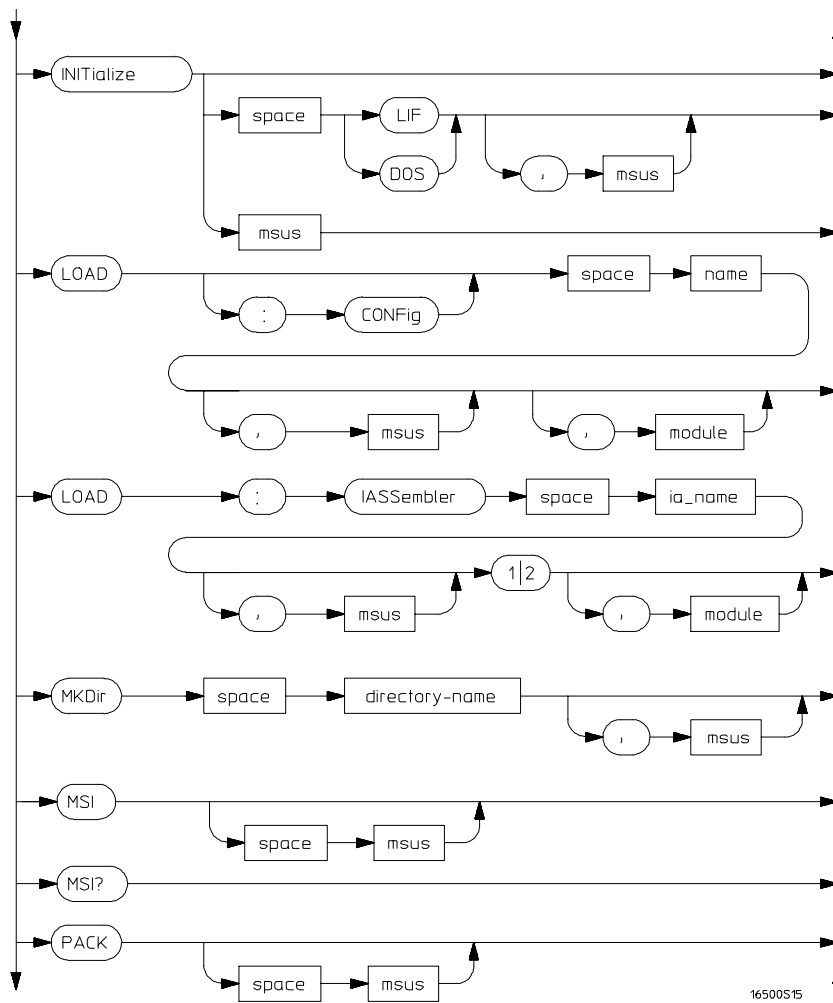 INITialize
space LIF
DOS , msus
msus
LOAD space name
: CONFig
, msus , module
LOAD : IASSembler space ia_name
1|2
, msus , module
MKDir space directory-name
, msus
MSI
space msus
MSI?
PACK
space msus
16500S15